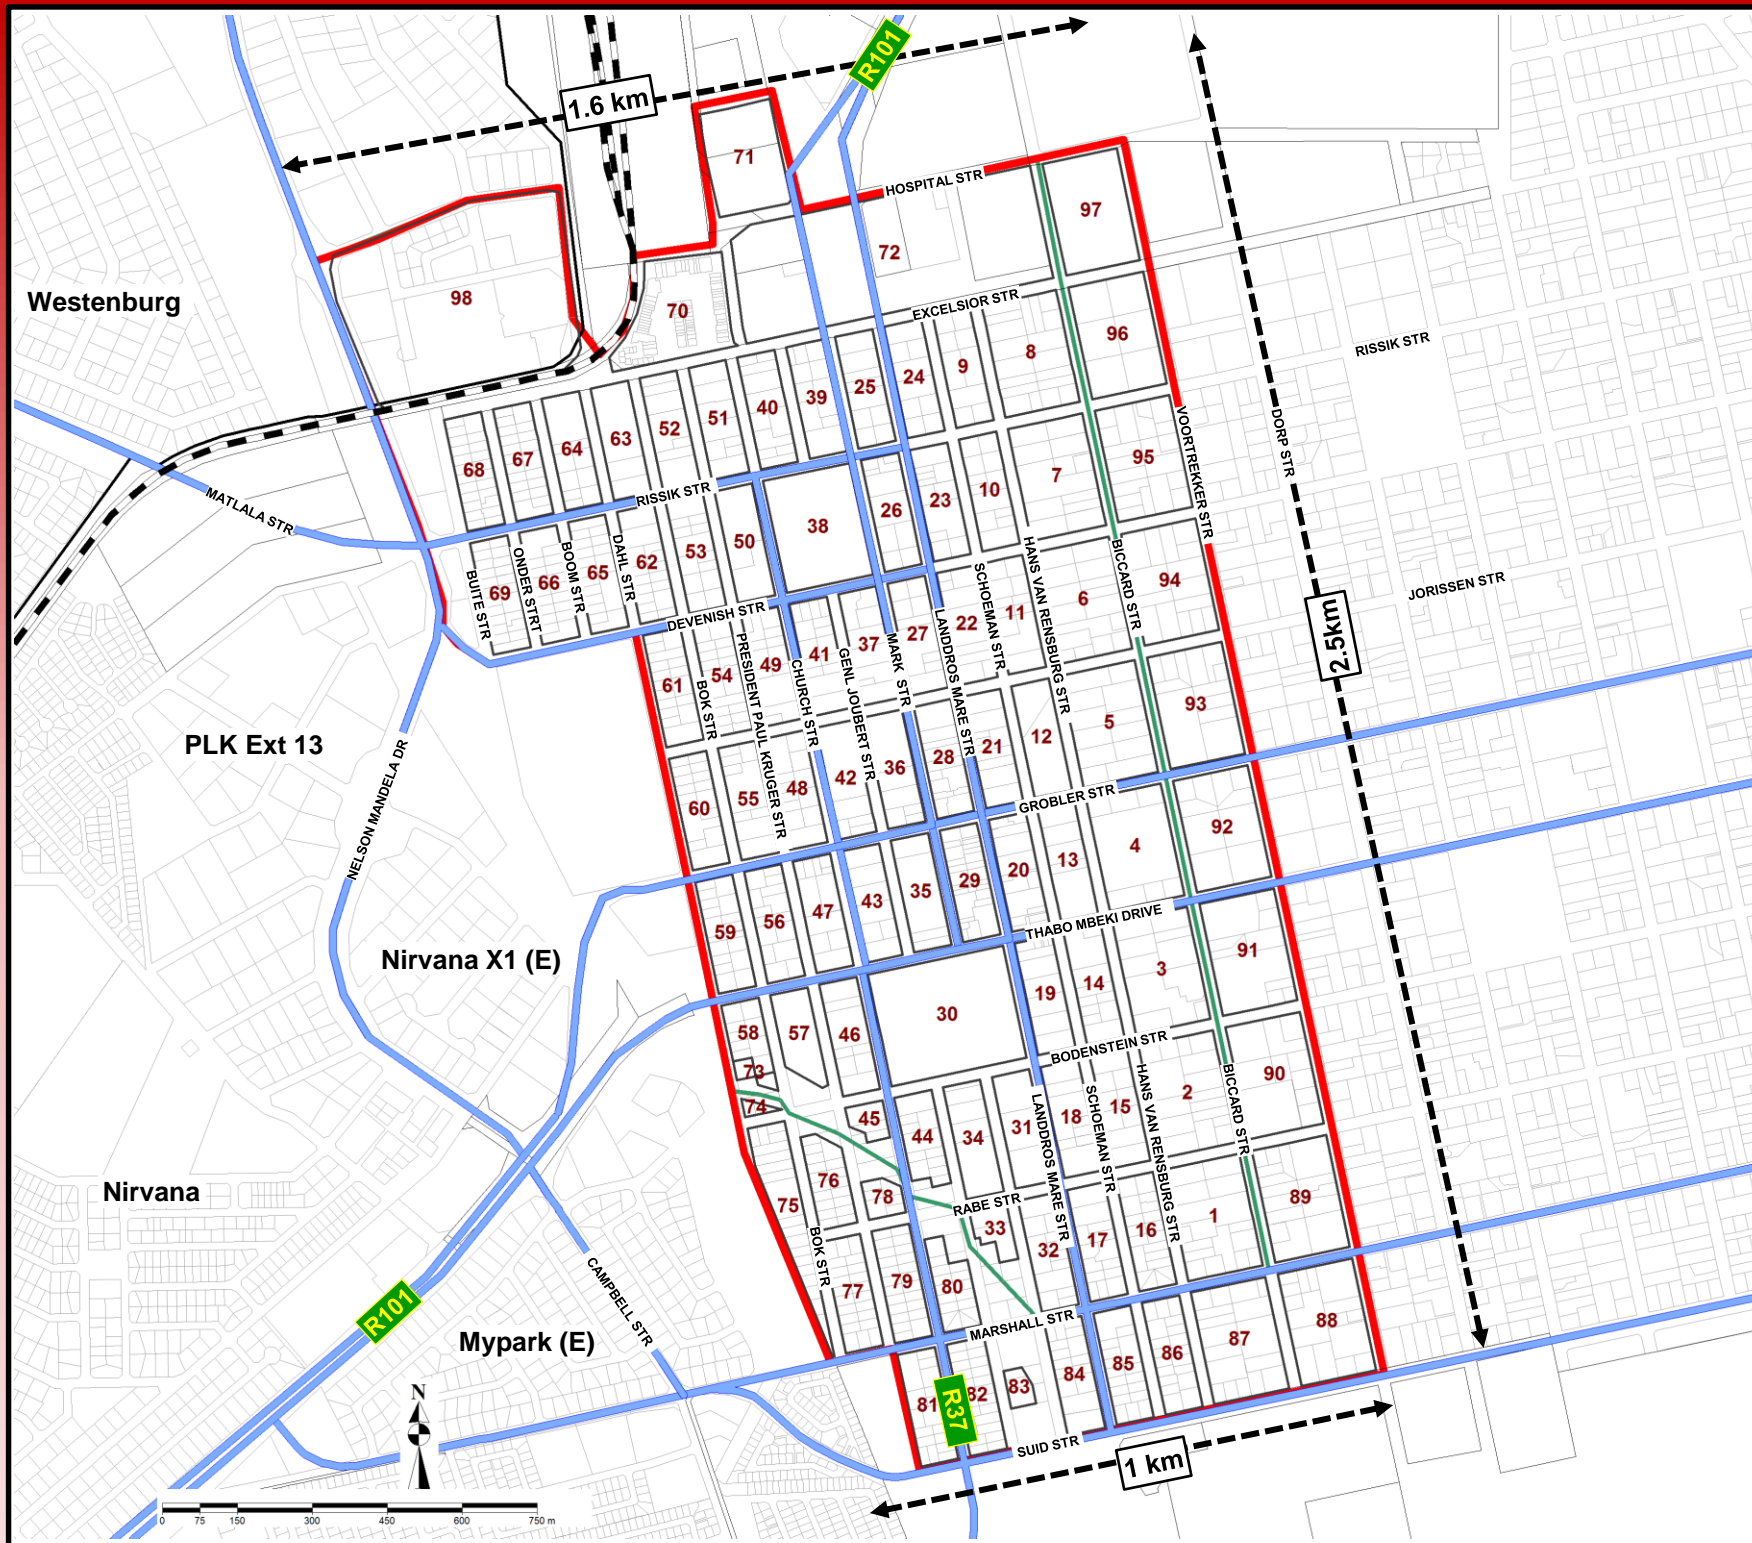 R101
1.6 km
71
HOSPITAL STR
97
72
98
Westenburg
70
EXCELSIOR STR
96
RISSIK STR
8
9
24
25
39
40
51
52
63
64
67
68
VOORTREKKER STR
DORP STR
95
7
10
23
26
38
50
53
62
65
66
69
RISSIK STR
MATLALA STR
BUITE STR
ONDER STRT
BOOM STR
DAHL STR
DEVENISH STR
HANS VAN RENSBURG STR
BICCARD STR
SCHOEMAN STR
94
6
11
22
27
37
41
49
54
61
JORISSEN STR
2.5km
LANDDROS MARE STR
MARK STR
GENL JOUBERT STR
CHURCH STR
PRESIDENT PAUL KRUGER STR
BOK STR
93
5
12
21
28
36
42
48
55
60
PLK Ext 13
NELSON MANDELA DR
GROBLER STR
92
4
13
20
29
35
43
47
56
59
THABO MBEKI DRIVE
Nirvana X1 (E)
91
3
14
19
30
46
57
58
73
74
BODENSTEIN STR
90
2
15
18
31
34
44
45
LANDDROS MARE STR
SCHOEMAN STR
HANS VAN RENSBURG STR
BICCARD STR
Nirvana
76
78
75
RABE STR
33
32
17
16
1
89
BOK STR
77
79
80
CAMPBELL STR
R101
Mypark (E)
MARSHALL STR
88
87
86
85
84
83
82
81
R37
SUID STR
1 km
N
0 75 150 300 450 600 750 m